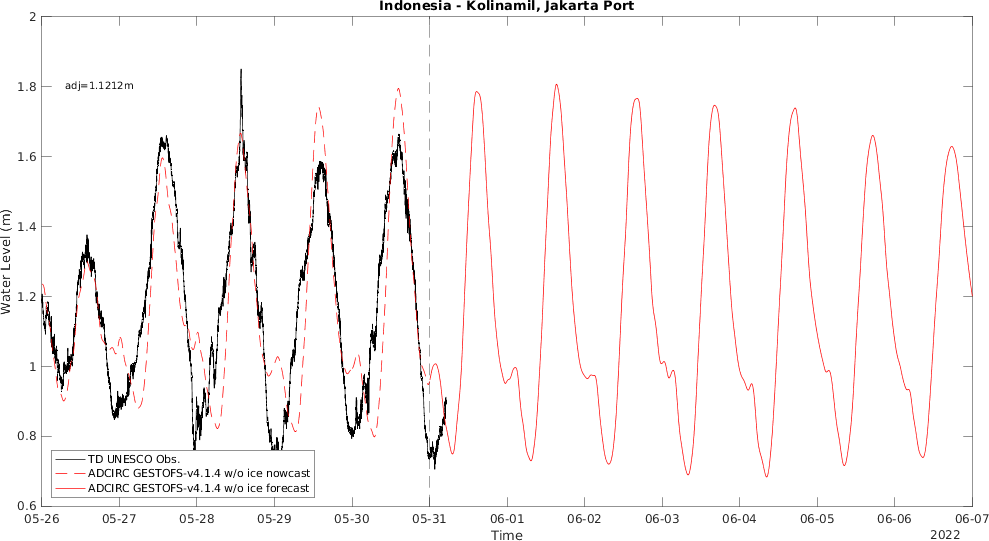 Indonesia - Kolinamil, Jakarta Port
2
1.8
1.6
1.4
1.2
1
0.8
0.6
Water Level (m)
adj=1.1212m
TD UNESCO Obs.
ADCIRC GESTOFS-v4.1.4 w/o ice nowcast
ADCIRC GESTOFS-v4.1.4 w/o ice forecast
05-26 05-27 05-28 05-29 05-30 05-31 06-01 06-02 06-03 06-04 06-05 06-06 06-07
Time
2022